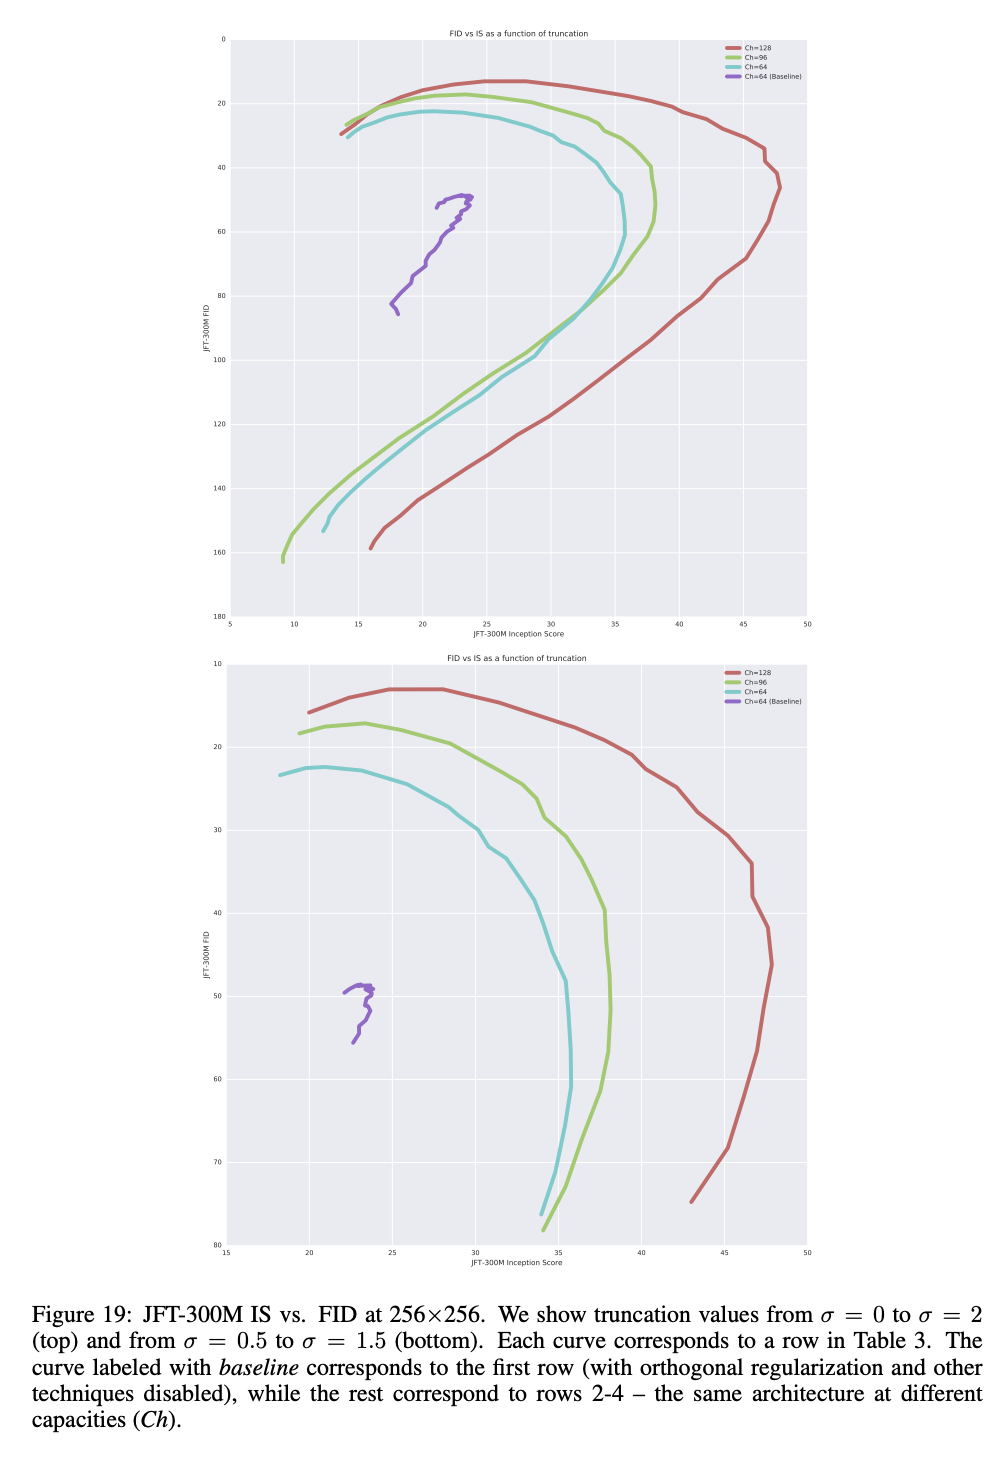 FID vs IS as a function of truncation
0
20
40
60
80
100
120
140
160
180
JFT-300M FID
Ch=128
Ch=96
Ch=64
Ch=64 (Baseline)
5 10 15 20 25 30 35 40 45 50
JFT-300M Inception Score
FID vs IS as a function of truncation
10
20
30
40
50
60
70
80
JFT-300M FID
Ch=128
Ch=96
Ch=64
Ch=64 (Baseline)
15 20 25 30 35 40 45 50
JFT-300M Inception Score
Figure 19: JFT-300M IS vs. FID at 256×256. We show truncation values from σ = 0 to σ = 2
(top) and from σ = 0.5 to σ = 1.5 (bottom). Each curve corresponds to a row in Table 3. The
curve labeled with baseline corresponds to the first row (with orthogonal regularization and other
techniques disabled), while the rest correspond to rows 2-4 – the same architecture at different
capacities (Ch).